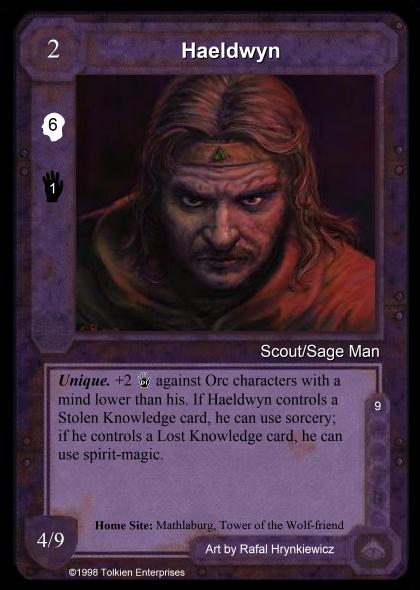 2
Haeldwyn
6
1
Scout/Sage Man
Unique. +2 DI against Orc characters with a
mind lower than his. If Haeldwyn controls a
Stolen Knowledge card, he can use sorcery;
if he controls a Lost Knowledge card, he can
use spirit-magic.
9
Home Site: Mathlaburg, Tower of the Wolf-friend
4/9
Art by Rafal Hrynkiewicz
©1998 Tolkien Enterprises